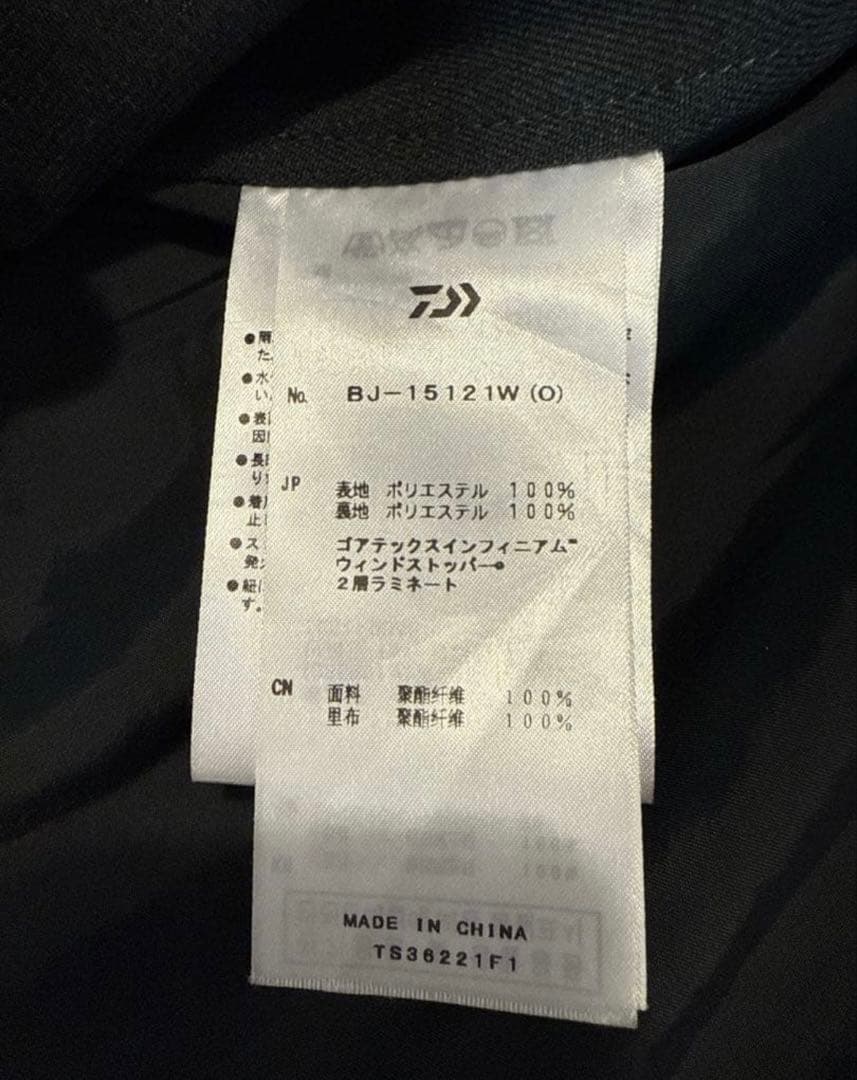 No. BJ-15121W(O)
JP 表地 ポリエステル 100%
裏地 ポリエステル 100%
ゴアテックスインフィニアム™
ウィンドストッパー®
2層ラミネート
CN 面料 聚酯纤维 100%
里布 聚酯纤维 100%
MADE IN CHINA
TS36221F1